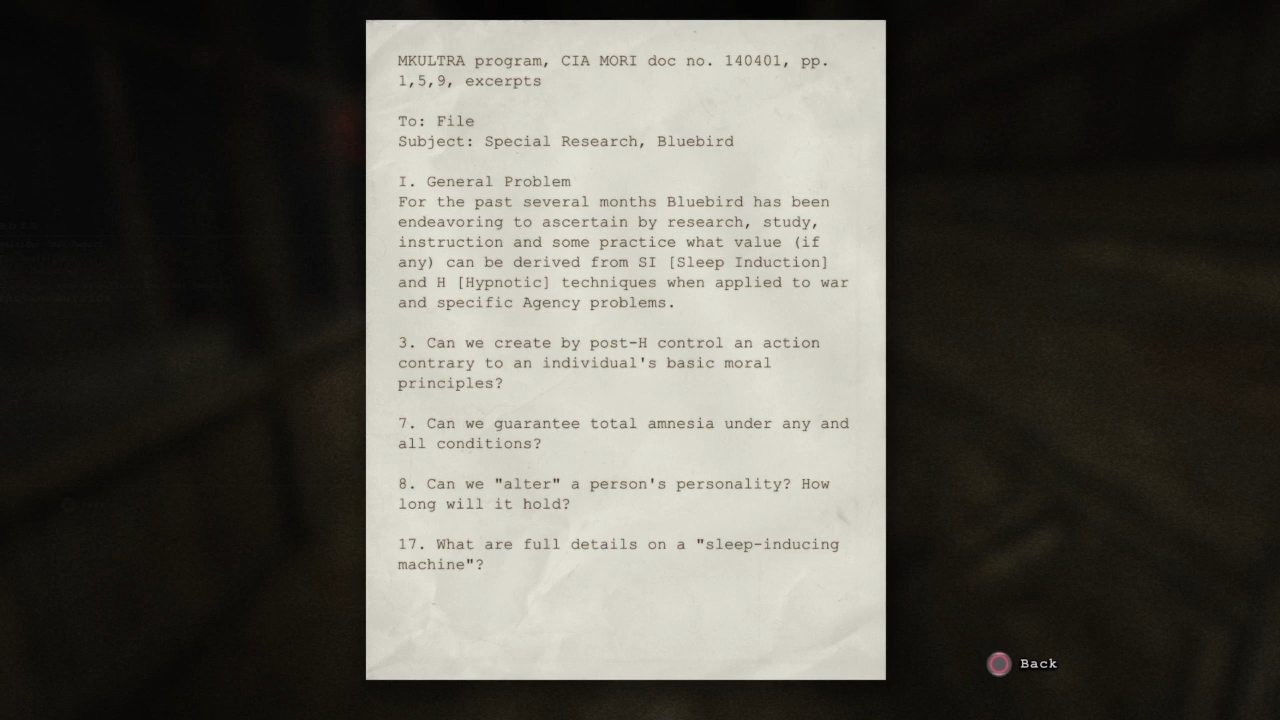 MKULTRA program, CIA MORI doc no. 140401, pp.
1,5,9, excerpts
To: File
Subject: Special Research, Bluebird
I. General Problem
For the past several months Bluebird has been
endeavoring to ascertain by research, study,
instruction and some practice what value (if
any) can be derived from SI [Sleep Induction]
and H [Hypnotic] techniques when applied to war
and specific Agency problems.
3. Can we create by post-H control an action
contrary to an individual's basic moral
principles?
7. Can we guarantee total amnesia under any and
all conditions?
8. Can we "alter" a person's personality? How
long will it hold?
17. What are full details on a "sleep-inducing
machine"?
Back